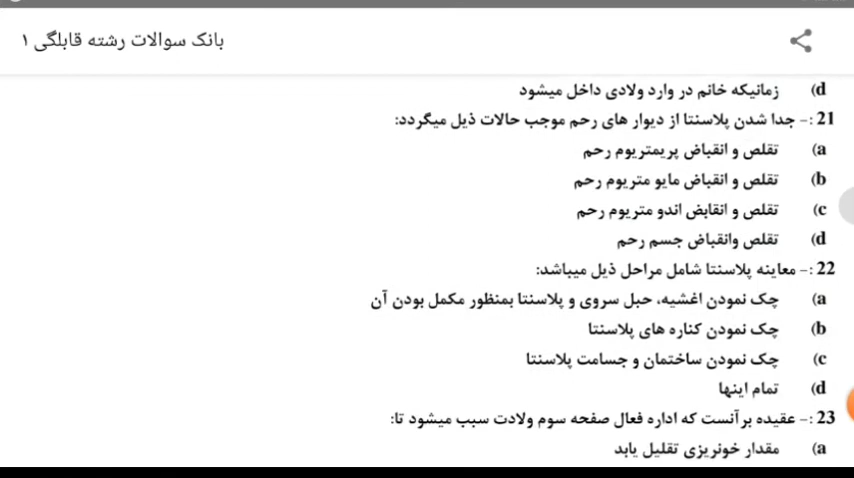 بانک سوالات رشته قابلگی ۱
d) زمانیکه خانم در وارد ولادی داخل میشود
21 :- جدا شدن پلاسنتا از دیوار های رحم موجب حالات ذیل میگردد:
a) تقلص و انقباض پریمتریوم رحم
b) تقلص و انقباض مایو متریوم رحم
c) تقلص و انقابض اندو متریوم رحم
d) تقلص وانقباض جسم رحم
22 :- معاینه پلاسنتا شامل مراحل ذیل میباشد:
a) چک نمودن اغشیه، حبل سروی و پلاسنتا بمنظور مکمل بودن آن
b) چک نمودن کناره های پلاسنتا
c) چک نمودن ساختمان و جسامت پلاسنتا
d) تمام اینها
23 :- عقیده برآنست که اداره فعال صفحه سوم ولادت سبب میشود تا:
a) مقدار خونریزی تقلیل یابد